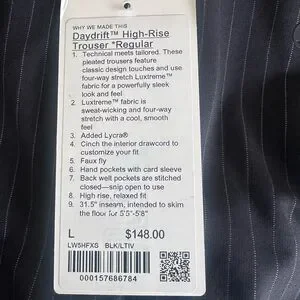 WHY WE MADE THIS
Daydrift™ High-Rise
Trouser *Regular
1. Technical meets tailored. These
pleated trousers feature
classic design touches and use
four-way stretch Luxtreme™
fabric for a powerfully sleek
look and feel
2. Luxtreme™ fabric is
sweat-wicking and four-way
stretch with a cool, smooth
feel
3. Added Lycra®
4. Cinch the interior drawcord to
customize your fit
5. Faux fly
6. Hand pockets with card sleeve
7. Back welt pockets are stitched
closed—snip open to use
8. High rise, relaxed fit
9. 31.5" inseam, intended to skim
the floor for 5'5"-5'8"
L $148.00
LW5HFXS BLK/LTIV
000157686784